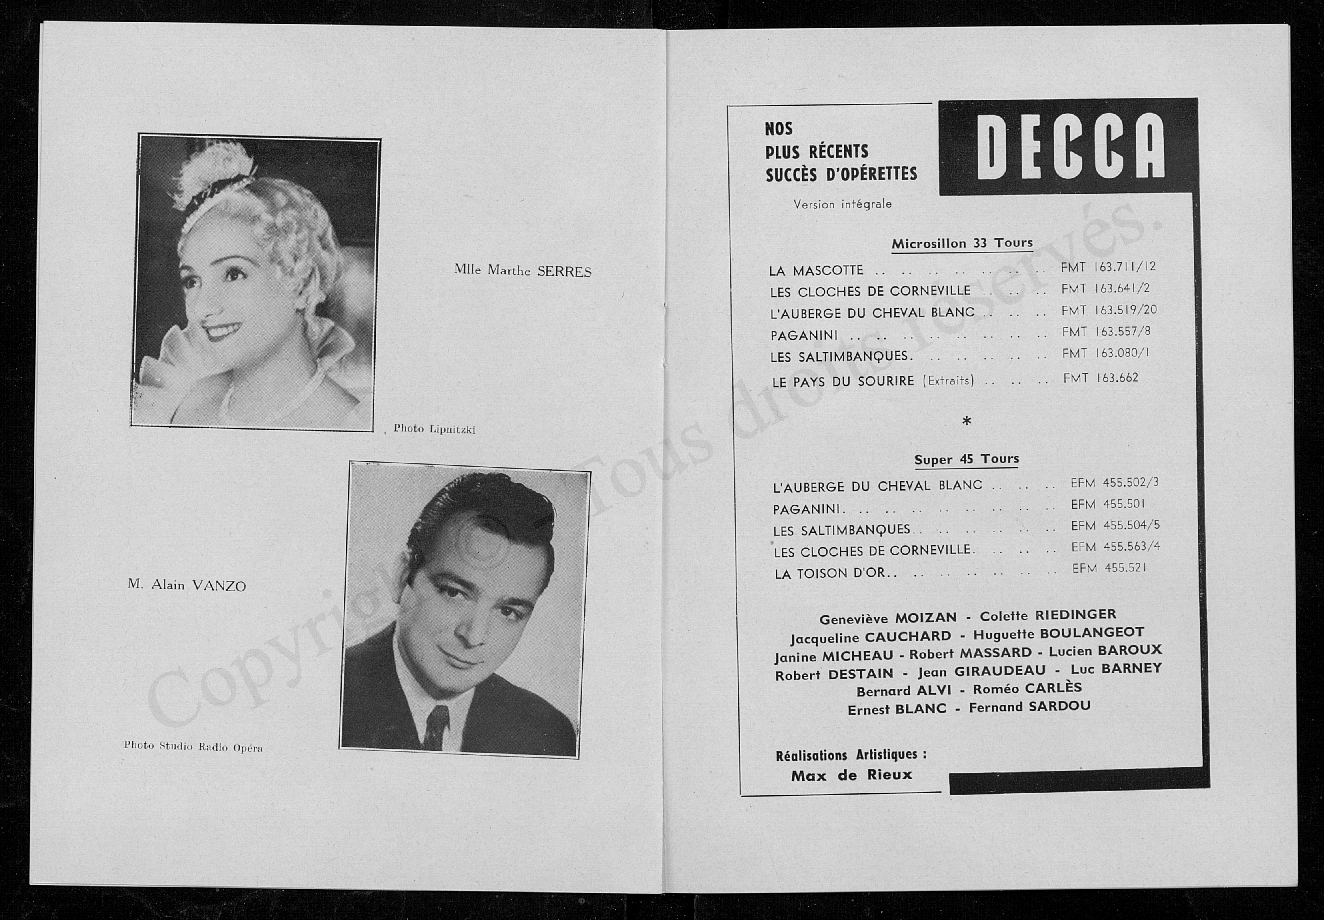 Mlle Marthe SERRES
Photo Lipnitzki
M. Alain VANZO
Photo Studio Radio Opéra
NOS
PLUS RÉCENTS
SUCCÈS D'OPÉRETTES
DECCA
Version intégrale
Microsillon 33 Tours
LA MASCOTTE .. .. .. .. .. .. .. FMT 163.711/12
LES CLOCHES DE CORNEVILLE .. .. .. FMT 163.641/2
L'AUBERGE DU CHEVAL BLANC .. .. .. FMT 163.519/20
PAGANINI .. .. .. .. .. .. .. .. FMT 163.557/8
LES SALTIMBANQUES. .. .. .. .. .. FMT 163.080/1
LE PAYS DU SOURIRE (Extraits) .. .. .. FMT 163.662
*
Super 45 Tours
L'AUBERGE DU CHEVAL BLANC .. .. .. EFM 455.502/3
PAGANINI. .. .. .. .. .. .. .. .. EFM 455.501
LES SALTIMBANQUES .. .. .. .. .. .. EFM 455.504/5
LES CLOCHES DE CORNEVILLE. .. .. .. EFM 455.563/4
LA TOISON D'OR.. .. .. .. .. .. .. EFM 455.521
Geneviève MOIZAN - Colette RIEDINGER
Jacqueline CAUCHARD - Huguette BOULANGEOT
Janine MICHEAU - Robert MASSARD - Lucien BAROUX
Robert DESTAIN - Jean GIRAUDEAU - Luc BARNEY
Bernard ALVI - Roméo CARLÈS
Ernest BLANC - Fernand SARDOU
Réalisations Artistiques :
Max de Rieux
Copyright © - Tous droits réservés.